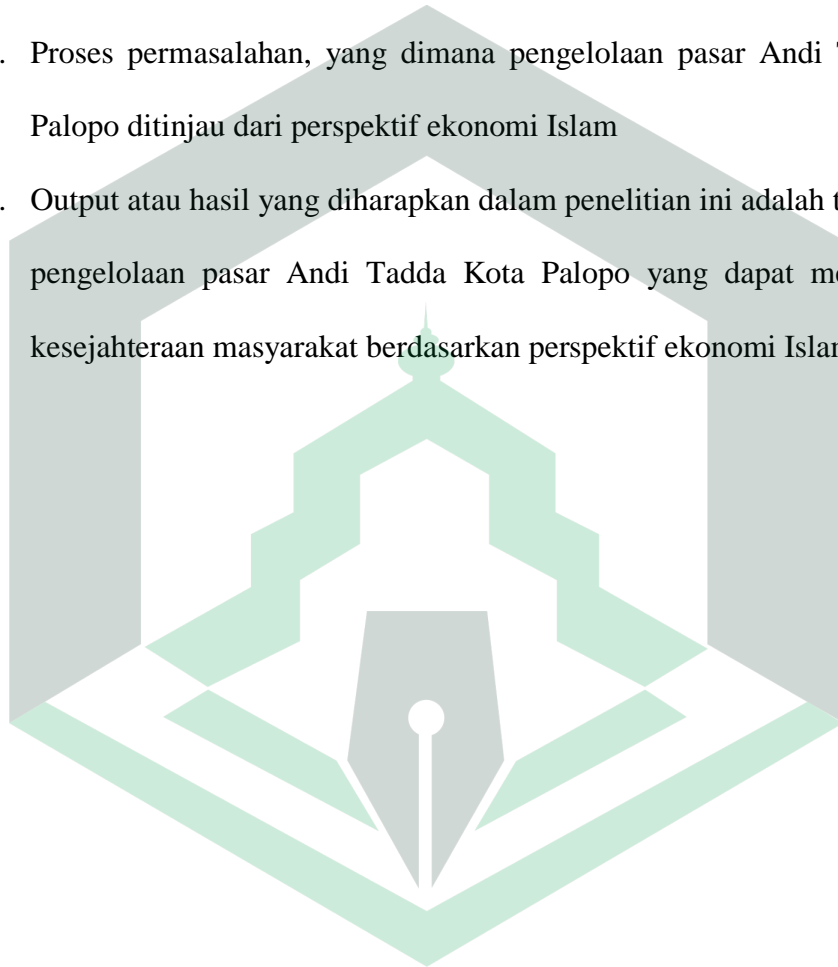 . Proses permasalahan, yang dimana pengelolaan pasar Andi
Palopo ditinjau dari perspektif ekonomi Islam
. Output atau hasil yang diharapkan dalam penelitian ini adalah
pengelolaan pasar Andi Tadda Kota Palopo yang dapat
kesejahteraan masyarakat berdasarkan perspektif ekonomi